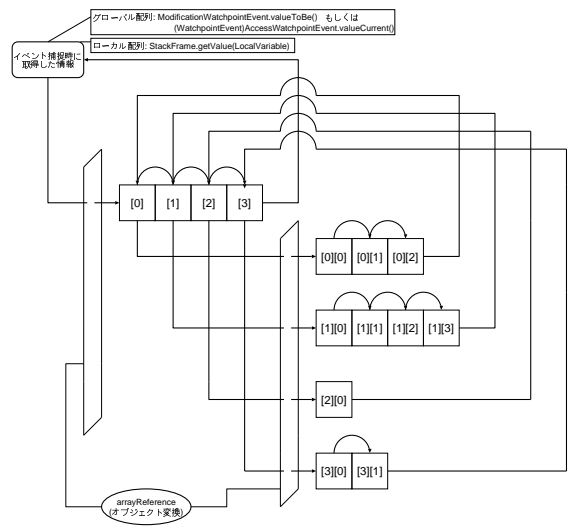 グローバル配列: ModificationWatchpointEvent.valueToBe() もしくは
(WatchpointEvent)AccessWatchpointEvent.valueCurrent()
ローカル配列: StackFrame.getValue(LocalVariable)
イベント捕捉時に
取得した情報
[0] [1] [2] [3]
[0][0] [0][1] [0][2]
[1][0] [1][1] [1][2] [1][3]
[2][0]
[3][0] [3][1]
arrayReference
(オブジェクト変換)